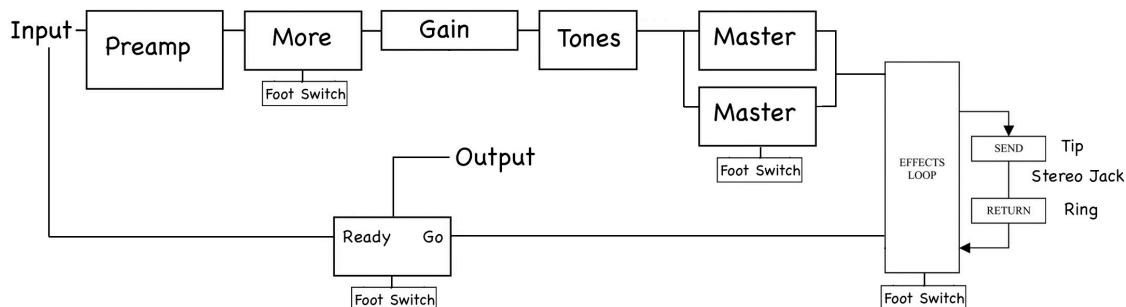 Input
Preamp
More
Foot Switch
Gain
Tones
Master
Master
Foot Switch
EFFECTS
LOOP
SEND
Tip
Stereo Jack
RETURN
Ring
Foot Switch
Output
Ready
Go
Foot Switch